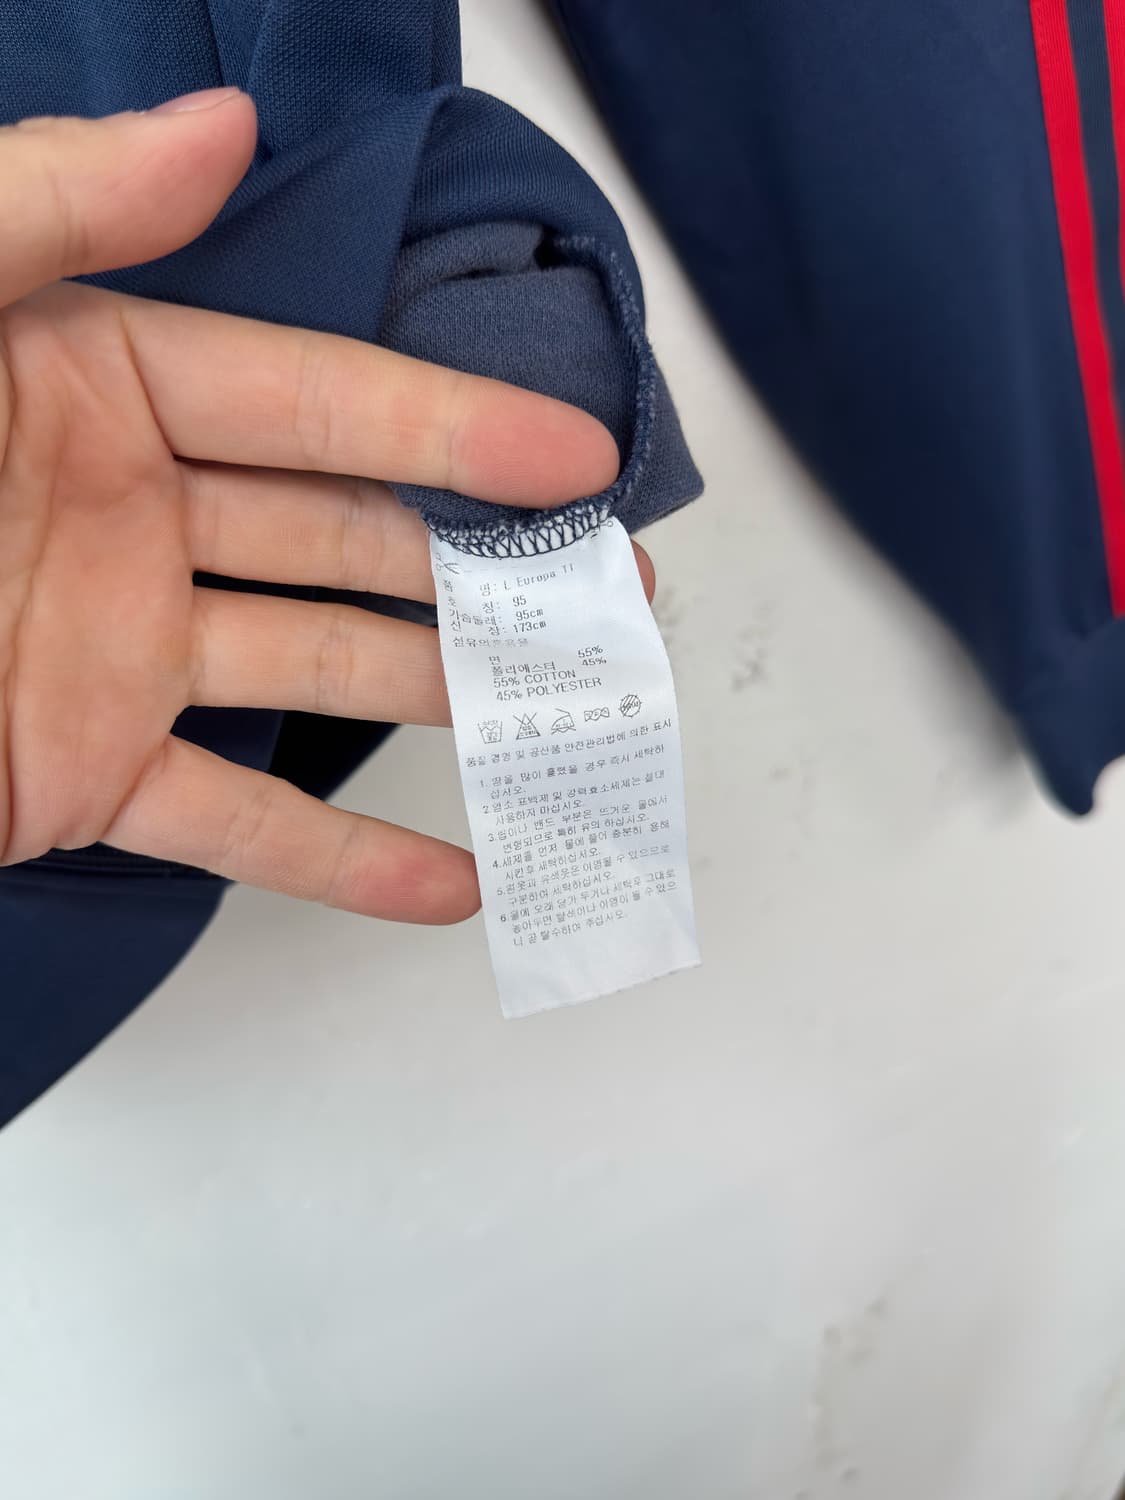 품 명: L Europa TT
호 칭: 95
가슴둘레: 95cm
신 장: 173cm
섬유의혼용율
면 55%
폴리에스터 45%
55% COTTON
45% POLYESTER
품질 경영 및 공산품 안전관리법에 의한 표시
1. 땀을 많이 흘렸을 경우 즉시 세탁하
십시오.
2.염소 표백제 및 강력효소세제는 절대
사용하지 마십시오.
3.립이나 밴드 부분은 뜨거운 물에서
변형되므로 특히 유의 하십시오.
4.세제를 먼저 물에 풀어 충분히 용해
시킨후 세탁하십시오.
5.흰옷과 유색옷은 이염될 수 있으므로
구분하여 세탁하십시오.
6.물에 오래 담가 두거나 세탁후 그대로
놓아두면 탈색이나 이염이 될 수 있으
니 곧 탈수하여 주십시오.